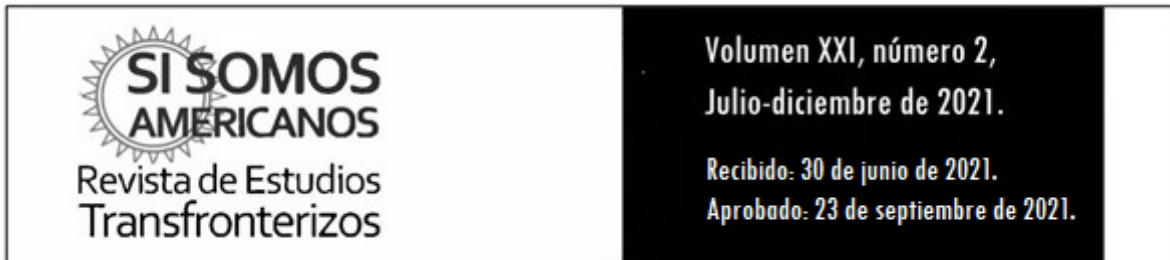 SI SOMOS
AMERICANOS
Revista de Estudios
Transfronterizos
Volumen XXI, número 2,
Julio-diciembre de 2021.
Recibido: 30 de junio de 2021.
Aprobado: 23 de septiembre de 2021.